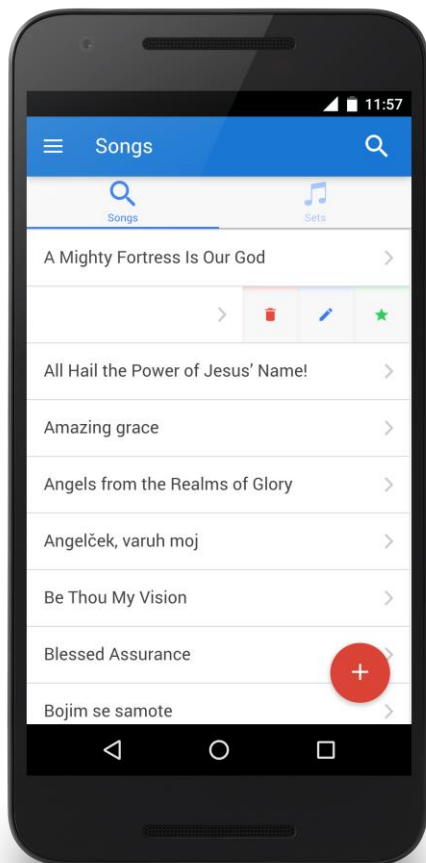 11:57
Songs
Songs
Sets
A Mighty Fortress Is Our God
All Hail the Power of Jesus’ Name!
Amazing grace
Angels from the Realms of Glory
Angelček, varuh moj
Be Thou My Vision
Blessed Assurance
Bojim se samote